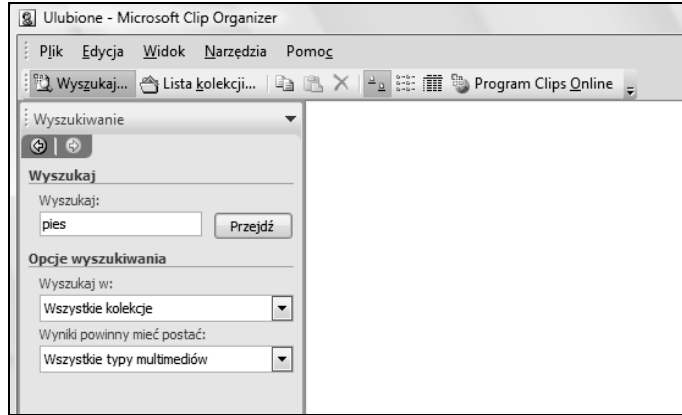 Ulubione - Microsoft Clip Organizer
Plik Edycja Widok Narzędzia Pomoc
Wyszukaj... Lista kolekcji... Program Clips Online
Wyszukiwanie
Wyszukaj
Wyszukaj:
pies Przejdź
Opcje wyszukiwania
Wyszukaj w:
Wszystkie kolekcje
Wyniki powinny mieć postać:
Wszystkie typy multimediów